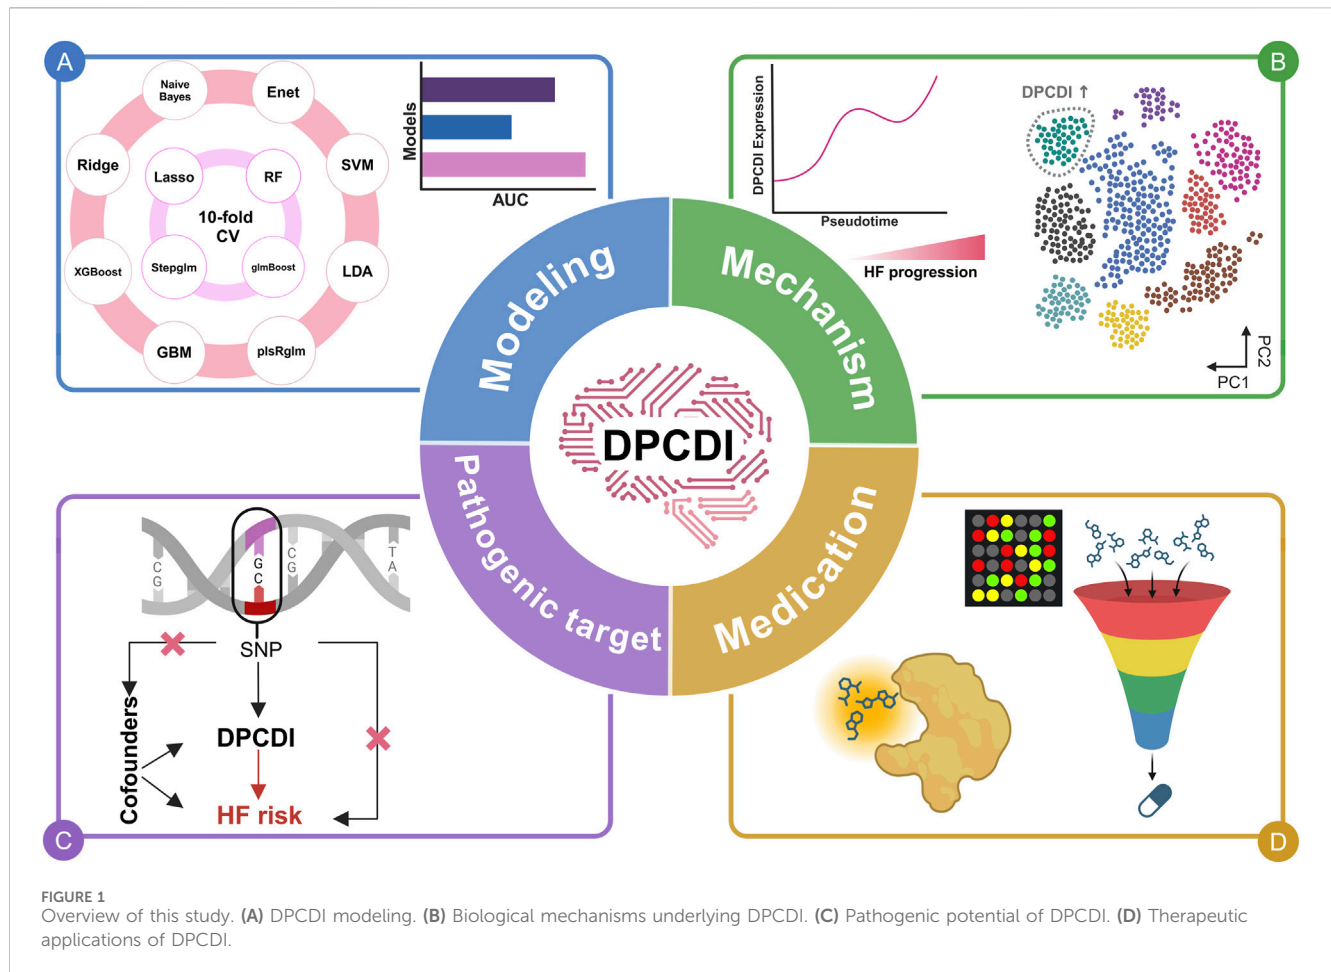 A
Naive
Bayes
Enet
Ridge
SVM
Lasso
RF
10-fold
CV
XGBoost
Stepglm
glmBoost
LDA
GBM
plsRglm
Models
AUC
B
DPCDI Expression
Pseudotime
HF progression
DPCDI ↑
PC2
PC1
Modeling
Mechanism
Pathogenic target
Medication
DPCDI
C
C G
G C
C G
T A
SNP
Cofounders
DPCDI
HF risk
D
FIGURE 1
Overview of this study. (A) DPCDI modeling. (B) Biological mechanisms underlying DPCDI. (C) Pathogenic potential of DPCDI. (D) Therapeutic
applications of DPCDI.